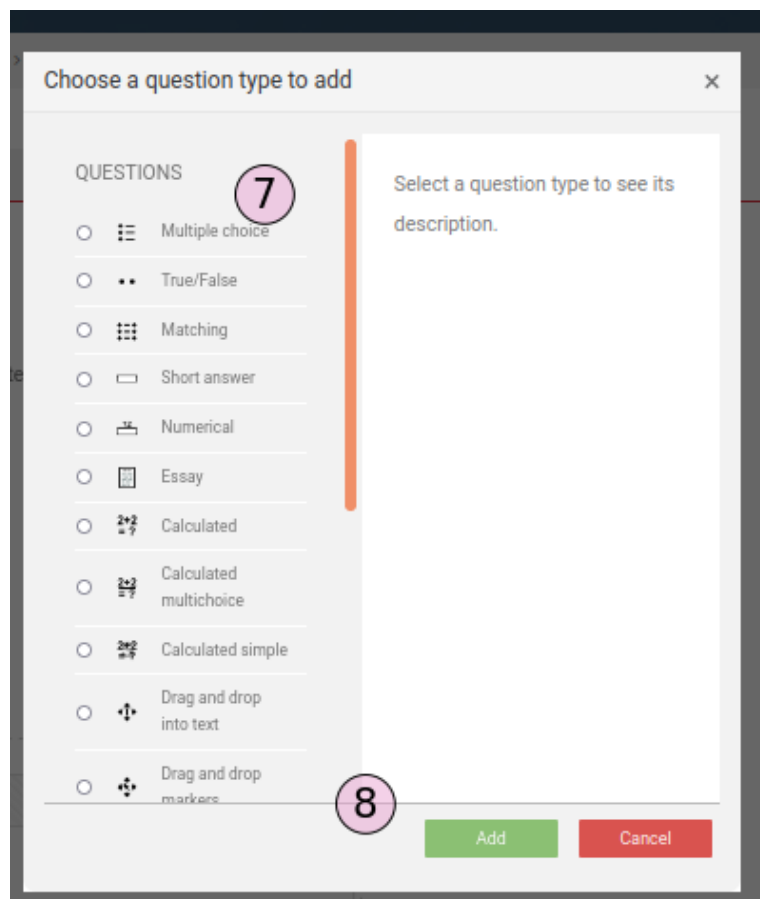 Choose a question type to add ×
QUESTIONS
7
Multiple choice
True/False
Matching
Short answer
Numerical
Essay
Calculated
Calculated
multichoice
Calculated simple
Drag and drop
into text
Drag and drop
markers
Select a question type to see its
description.
8
Add
Cancel